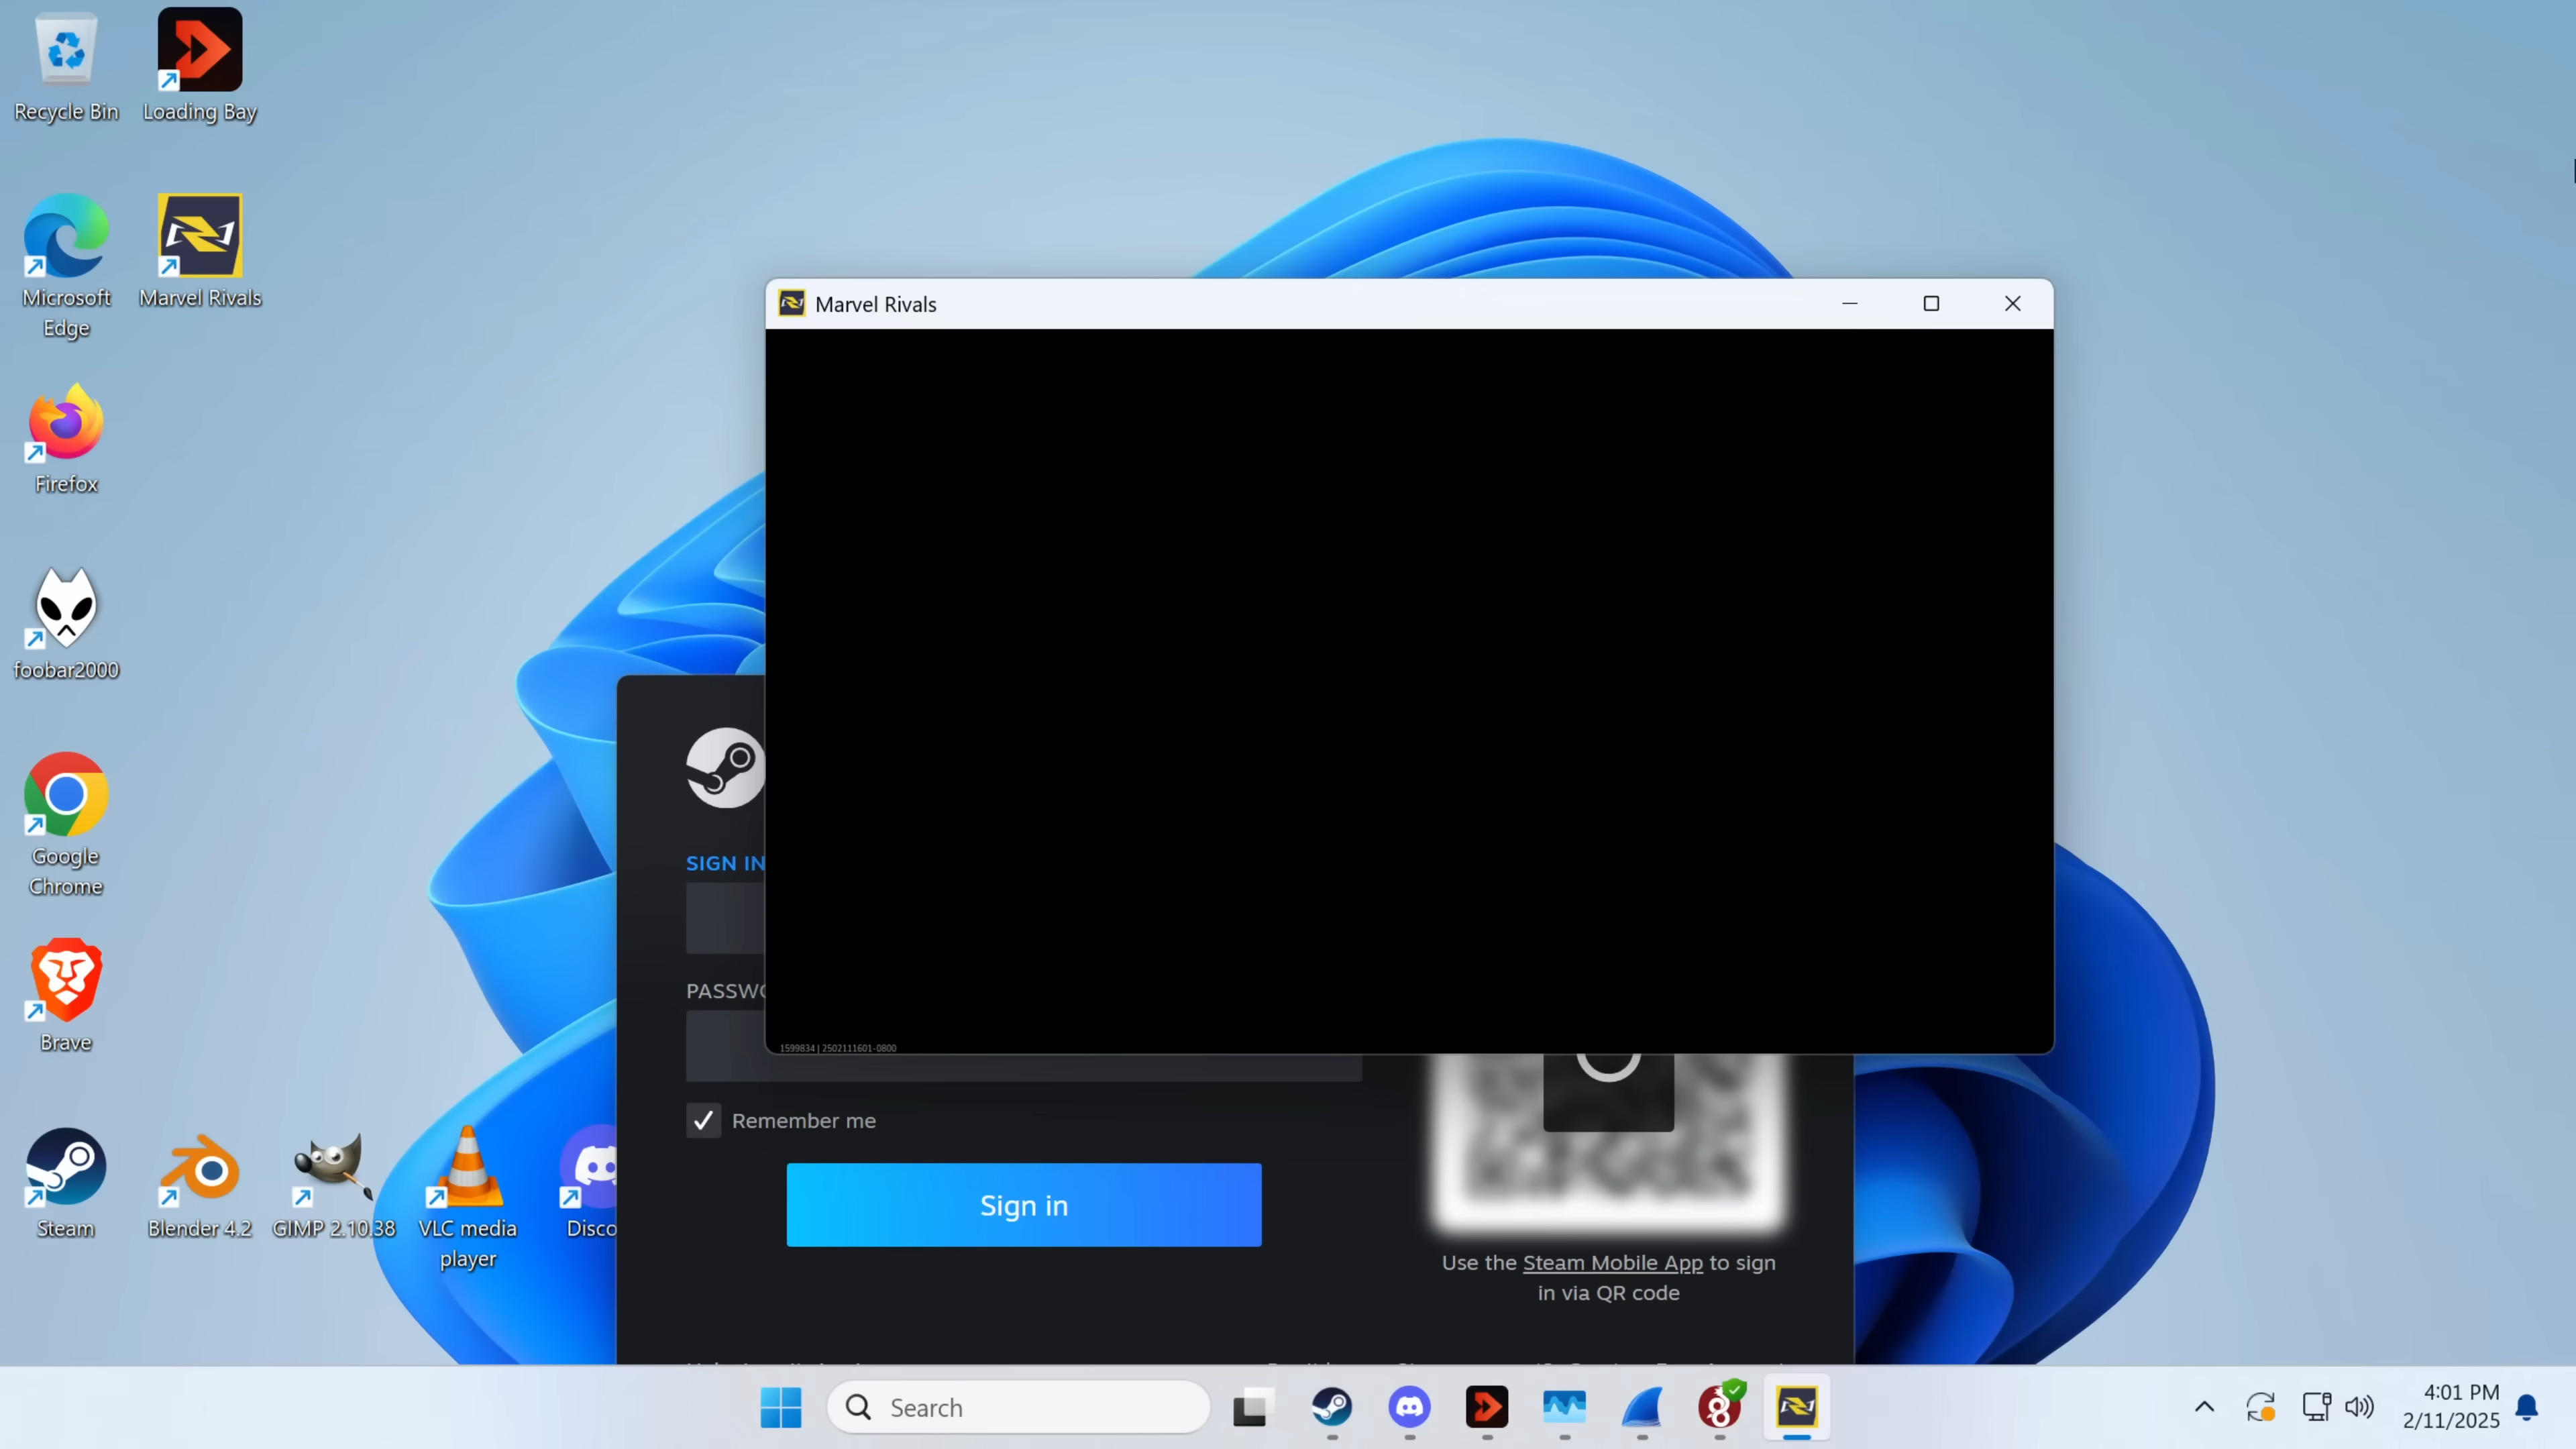 Recycle Bin
Loading Bay
Microsoft
Edge
Marvel Rivals
Firefox
foobar2000
Google
Chrome
Brave
Steam
Blender 4.2
GIMP 2.10.38
VLC media
player
Disco
Marvel Rivals
1599834 | 2502111601-0800
SIGN IN
PASSWO
Remember me
Sign in
Use the Steam Mobile App to sign
in via QR code
Search
4:01 PM
2/11/2025